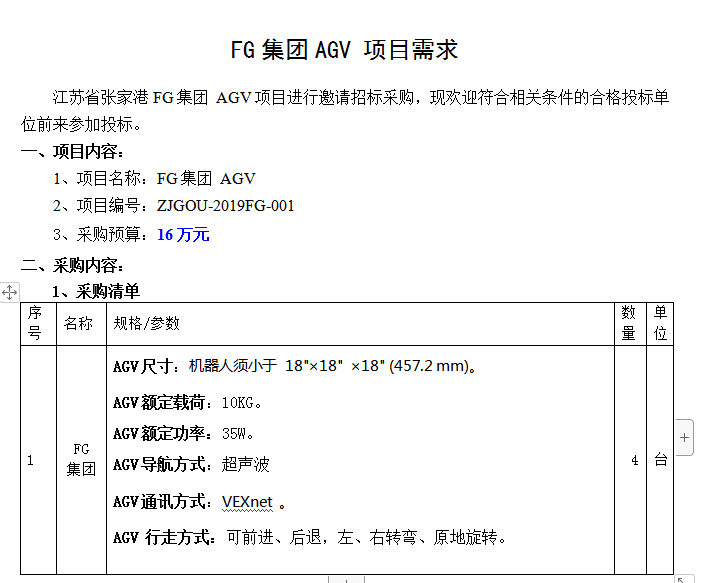 FG 集团 AGV 项目需求
江苏省张家港 FG 集团 AGV 项目进行邀请招标采购，现欢迎符合相关条件的合格投标单
位前来参加投标。
一、项目内容：
1、项目名称：FG 集团 AGV
2、项目编号：ZJGOU-2019FG-001
3、采购预算：16 万元
二、采购内容：
1、采购清单
序号 名称 规格/参数 数量 单位
AGV 尺寸：机器人须小于 18"×18" ×18" (457.2 mm)。
AGV 额定载荷：10KG。
AGV 额定功率：35W。
1 FG 集团 AGV 导航方式：超声波 4 台
AGV 通讯方式：VEXnet 。
AGV 行走方式：可前进、后退，左、右转弯、原地旋转。